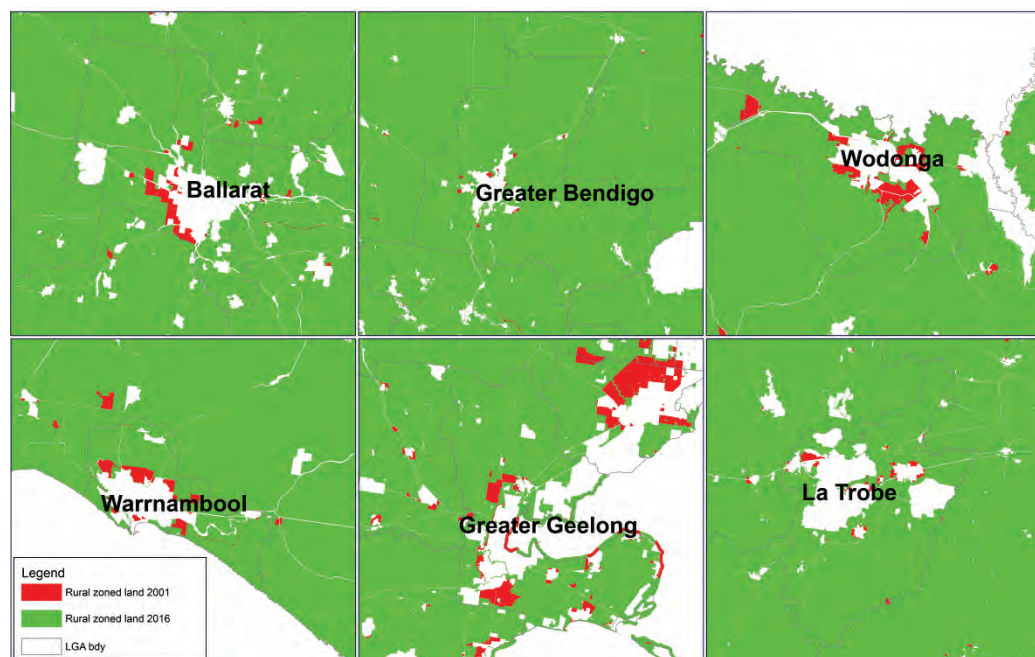 Ballarat
Greater Bendigo
Wodonga
Warrnambool
Greater Geelong
La Trobe
Legend
Rural zoned land 2001
Rural zoned land 2016
LGA bdy